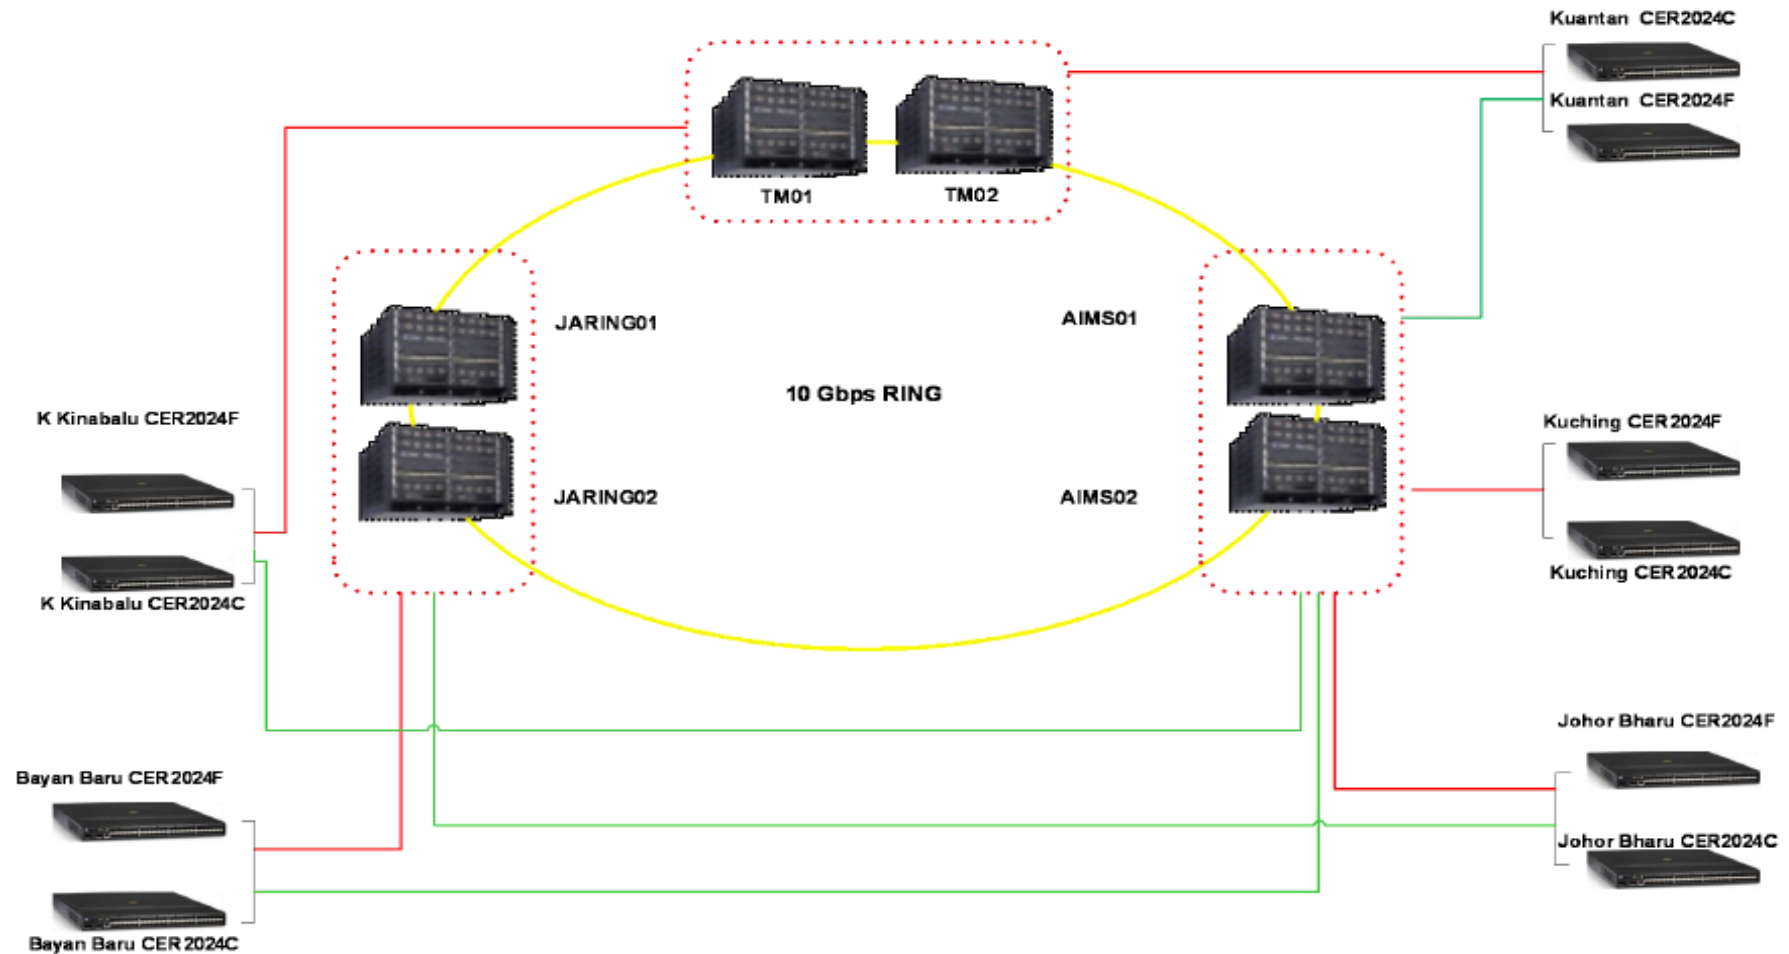 Kuantan CER2024C
Kuantan CER2024F
TM01
TM02
JARING01
AIMS01
10 Gbps RING
K Kinabalu CER2024F
Kuching CER2024F
JARING02
AIMS02
Kuching CER2024C
K Kinabalu CER2024C
Johor Bharu CER2024F
Bayan Baru CER2024F
Johor Bharu CER2024C
Bayan Baru CER2024C